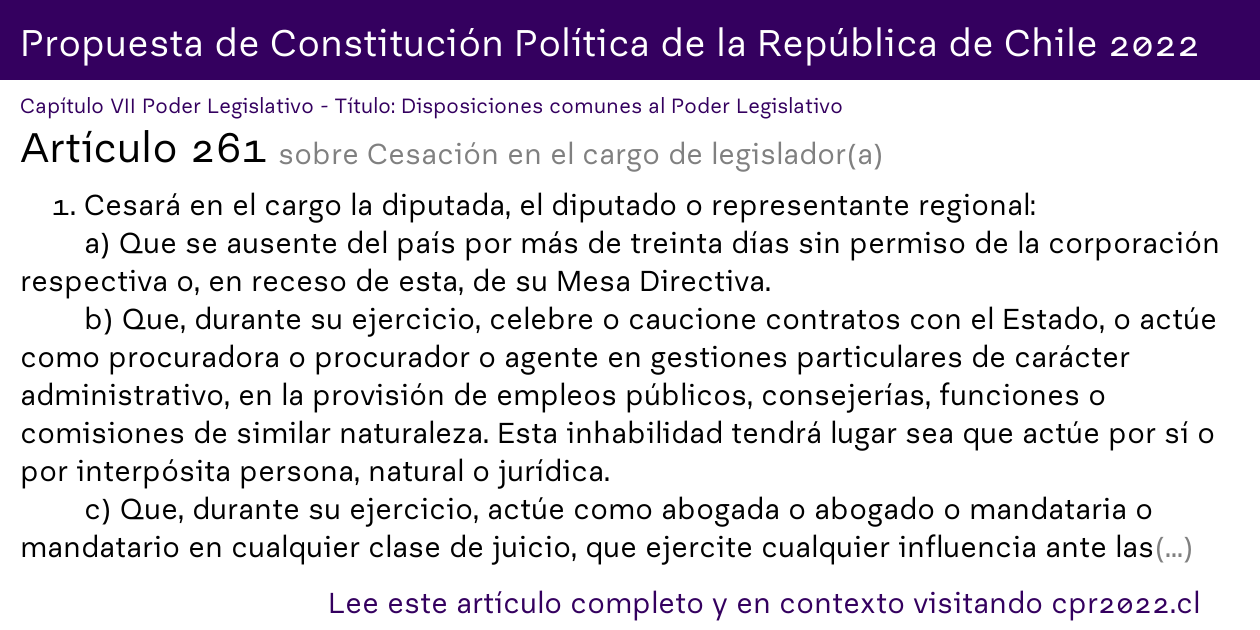 Propuesta de Constitución Política de la República de Chile 2022
Capítulo VII Poder Legislativo - Título: Disposiciones comunes al Poder Legislativo
Artículo 261 sobre Cesación en el cargo de legislador(a)
1. Cesará en el cargo la diputada, el diputado o representante regional:
a) Que se ausente del país por más de treinta días sin permiso de la corporación
respectiva o, en receso de esta, de su Mesa Directiva.
b) Que, durante su ejercicio, celebre o caucione contratos con el Estado, o actúe
como procuradora o procurador o agente en gestiones particulares de carácter
administrativo, en la provisión de empleos públicos, consejerías, funciones o
comisiones de similar naturaleza. Esta inhabilidad tendrá lugar sea que actúe por sí o
por interpósita persona, natural o jurídica.
c) Que, durante su ejercicio, actúe como abogada o abogado o mandataria o
mandatario en cualquier clase de juicio, que ejercite cualquier influencia ante las(...)
Lee este artículo completo y en contexto visitando cpr2022.cl